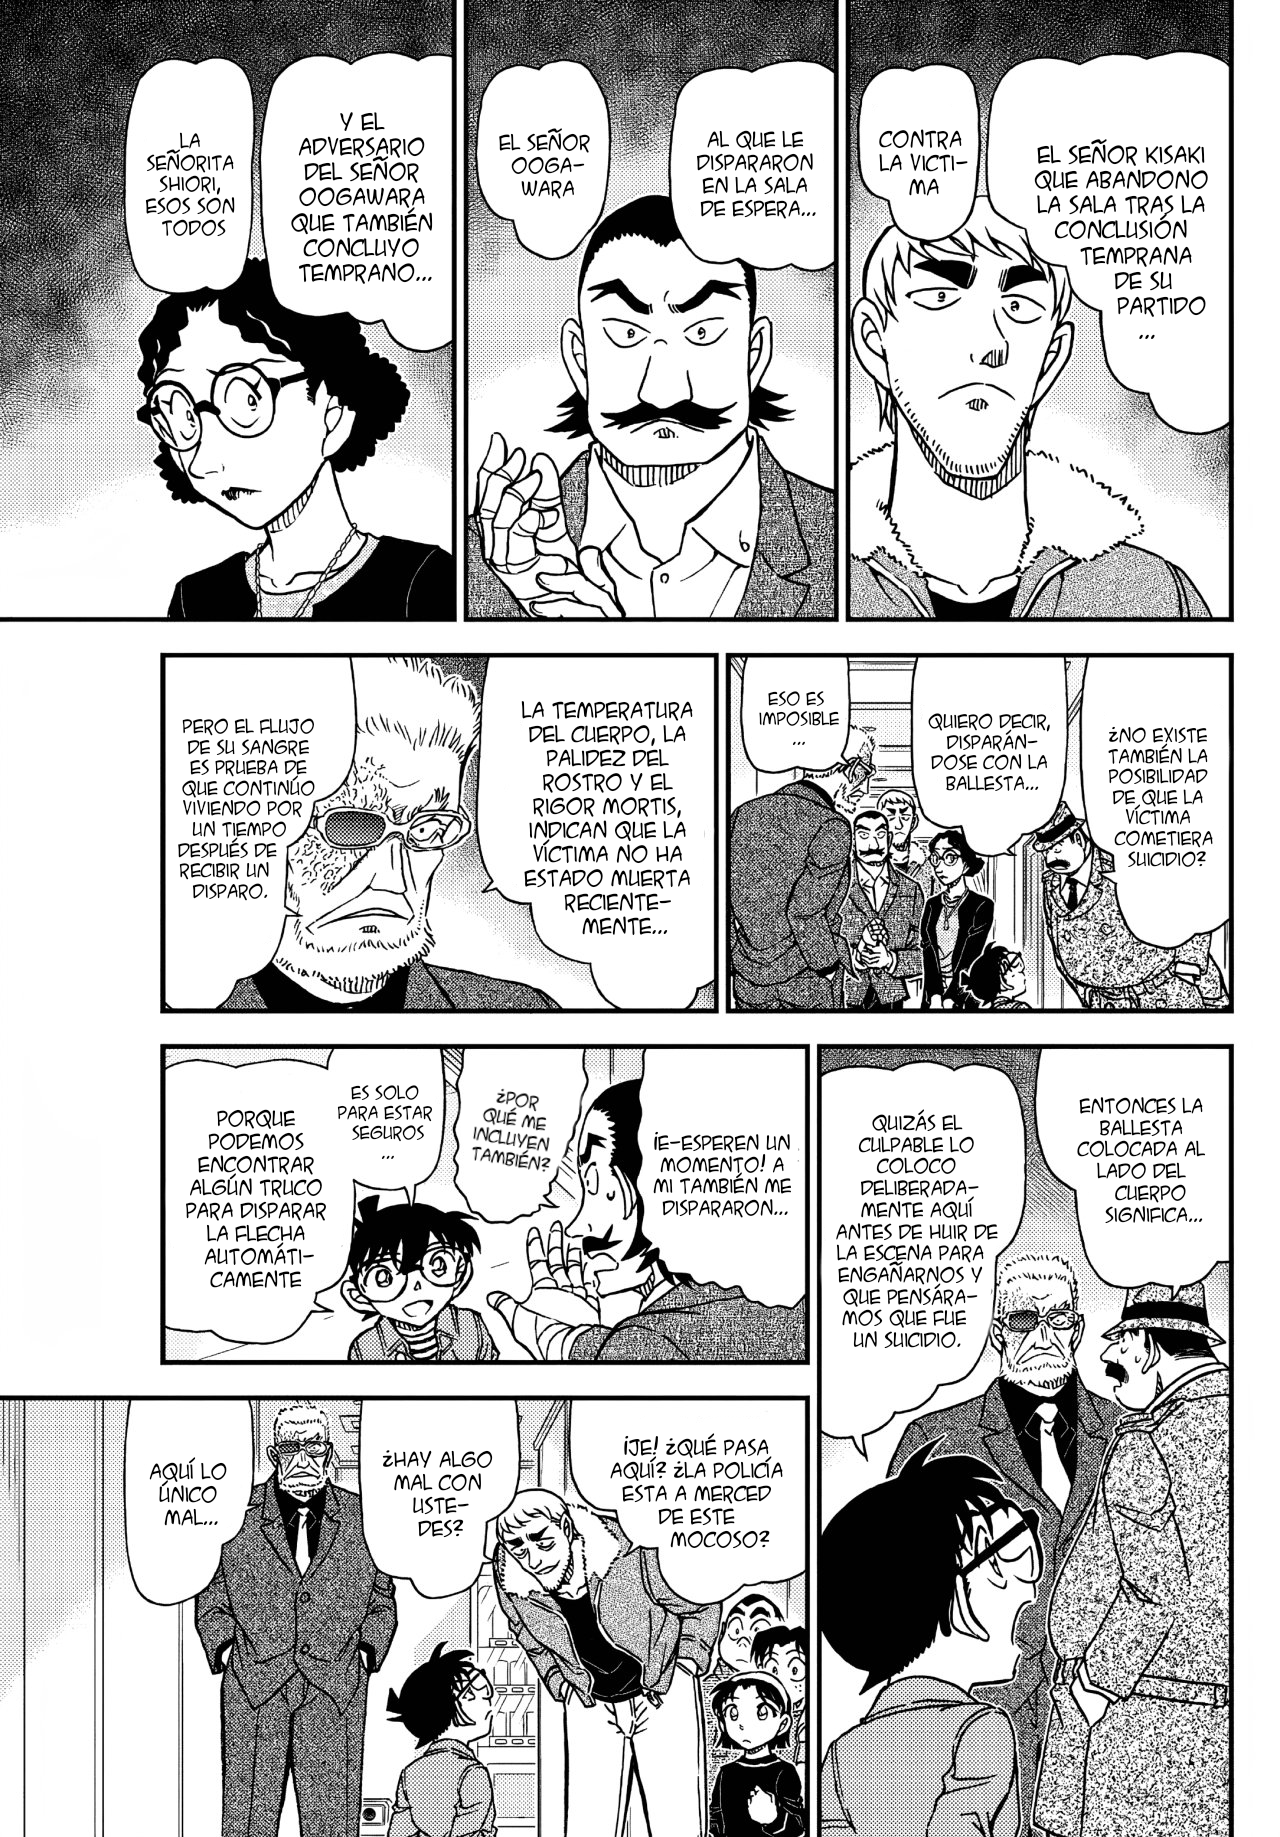 EL SEÑOR KISAKI
QUE ABANDONO
LA SALA TRAS LA
CONCLUSIÓN
TEMPRANA
DE SU
PARTIDO
...
CONTRA
LA VICTI-
MA
AL QUE LE
DISPARARON
EN LA SALA
DE ESPERA...
EL SEÑOR
OOGA-
WARA
Y EL
ADVERSARIO
DEL SEÑOR
OOGAWARA
QUE TAMBIÉN
CONCLUYO
TEMPRANO...
LA
SEÑORITA
SHIORI,
ESOS SON
TODOS
¿NO EXISTE
TAMBIÉN LA
POSIBILIDAD
DE QUE LA
VÍCTIMA
COMETIERA
SUICIDIO?
QUIERO DECIR,
DISPARÁN-
DOSE CON LA
BALLESTA...
ESO ES
IMPOSIBLE
...
LA TEMPERATURA
DEL CUERPO, LA
PALIDEZ DEL
ROSTRO Y EL
RIGOR MORTIS,
INDICAN QUE LA
VÍCTIMA NO HA
ESTADO MUERTA
RECIENTE-
MENTE...
PERO EL FLUJO
DE SU SANGRE
ES PRUEBA DE
QUE CONTINÚO
VIVIENDO POR
UN TIEMPO
DESPUÉS DE
RECIBIR UN
DISPARO.
ENTONCES LA
BALLESTA
COLOCADA AL
LADO DEL
CUERPO
SIGNIFICA...
QUIZÁS EL
CULPABLE LO
COLOCO
DELIBERADA-
MENTE AQUÍ
ANTES DE HUIR DE
LA ESCENA PARA
ENGAÑARNOS Y
QUE PENSÁRA-
MOS QUE FUE
UN SUICIDIO.
¡E-ESPEREN UN
MOMENTO! A
MI TAMBIÉN ME
DISPARARON...
¿POR
QUÉ ME
INCLUYEN
TAMBIÉN?
ES SOLO
PARA ESTAR
SEGUROS
...
PORQUE
PODEMOS
ENCONTRAR
ALGÚN TRUCO
PARA DISPARAR
LA FLECHA
AUTOMÁTI-
CAMENTE
¡JE! ¿QUÉ PASA
AQUÍ? ¿LA POLICÍA
ESTA A MERCED
DE ESTE
MOCOSO?
¿HAY ALGO
MAL CON
USTE-
DES?
AQUÍ LO
ÚNICO
MAL...